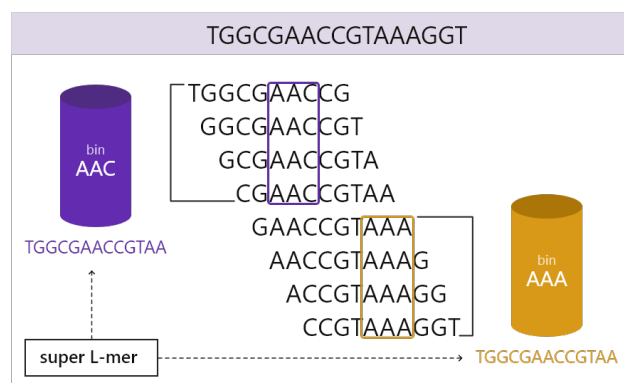 TGGCGAACCGTAAAGGT
TGGCGAACCG
GGCGAACCGT
GCGAACCGTA
CGAACCGTAA
GAACCGTAAA
AACCGTAAAG
ACCGTAAAGG
CCGTAAAGGT
bin
AAC
TGGCGAACCGTAA
bin
AAA
TGGCGAACCGTAA
super L-mer